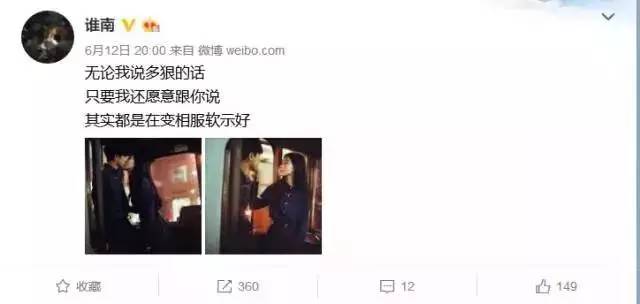 谁南
6月12日 20:00 来自 微博 weibo.com
无论我说多狠的话
只要我还愿意跟你说
其实都是在变相服软示好
收藏
360
12
149